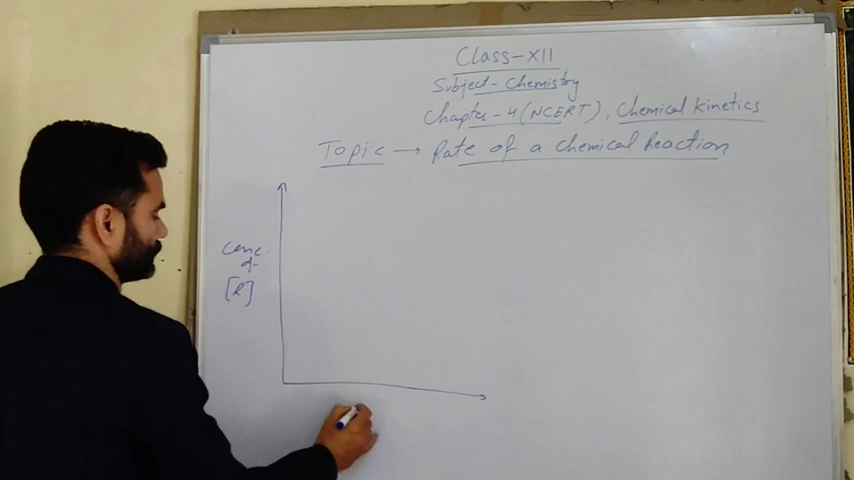 Class-XII
Subject- Chemistry
Chapter-4 (NCERT), Chemical kinetics
Topic → Rate of a Chemical Reaction
Conc.
of
[R]